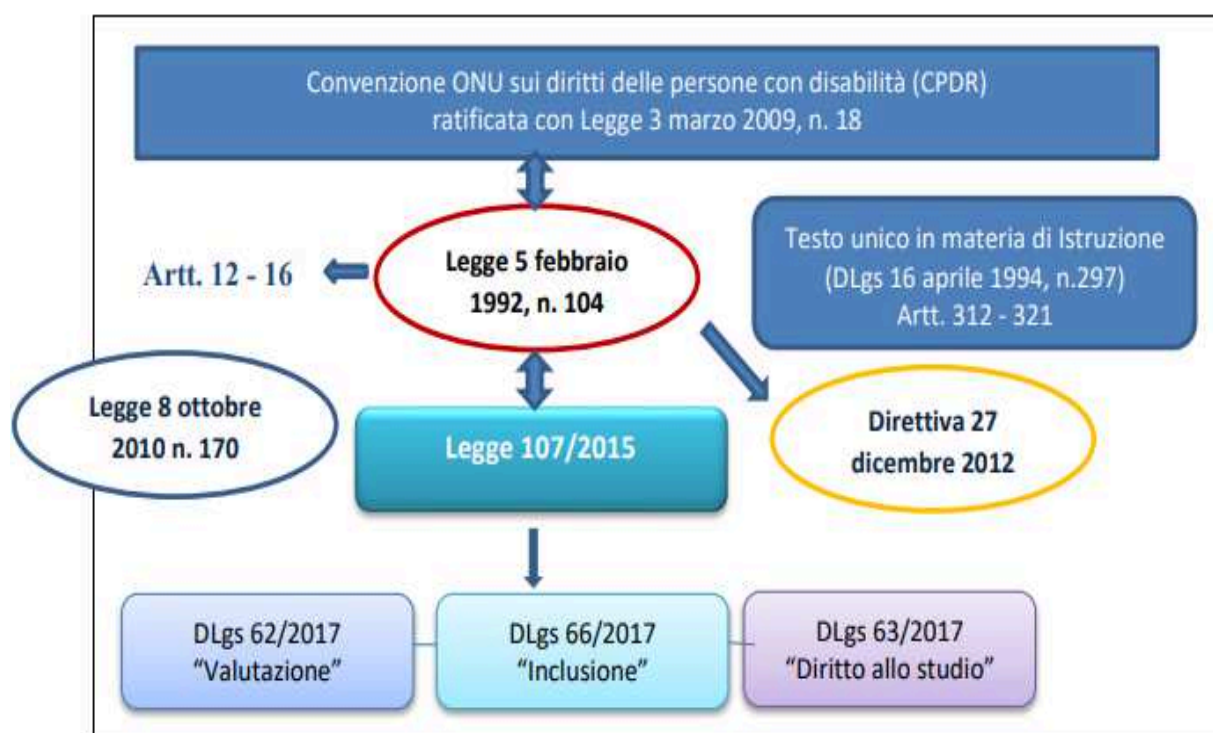 Convenzione ONU sui diritti delle persone con disabilità (CPDR)
ratificata con Legge 3 marzo 2009, n. 18
Legge 5 febbraio
1992, n. 104
Artt. 12 - 16
Testo unico in materia di Istruzione
(DLgs 16 aprile 1994, n.297)
Artt. 312 - 321
Legge 8 ottobre
2010 n. 170
Legge 107/2015
Direttiva 27
dicembre 2012
DLgs 62/2017
“Valutazione”
DLgs 66/2017
“Inclusione”
DLgs 63/2017
“Diritto allo studio”